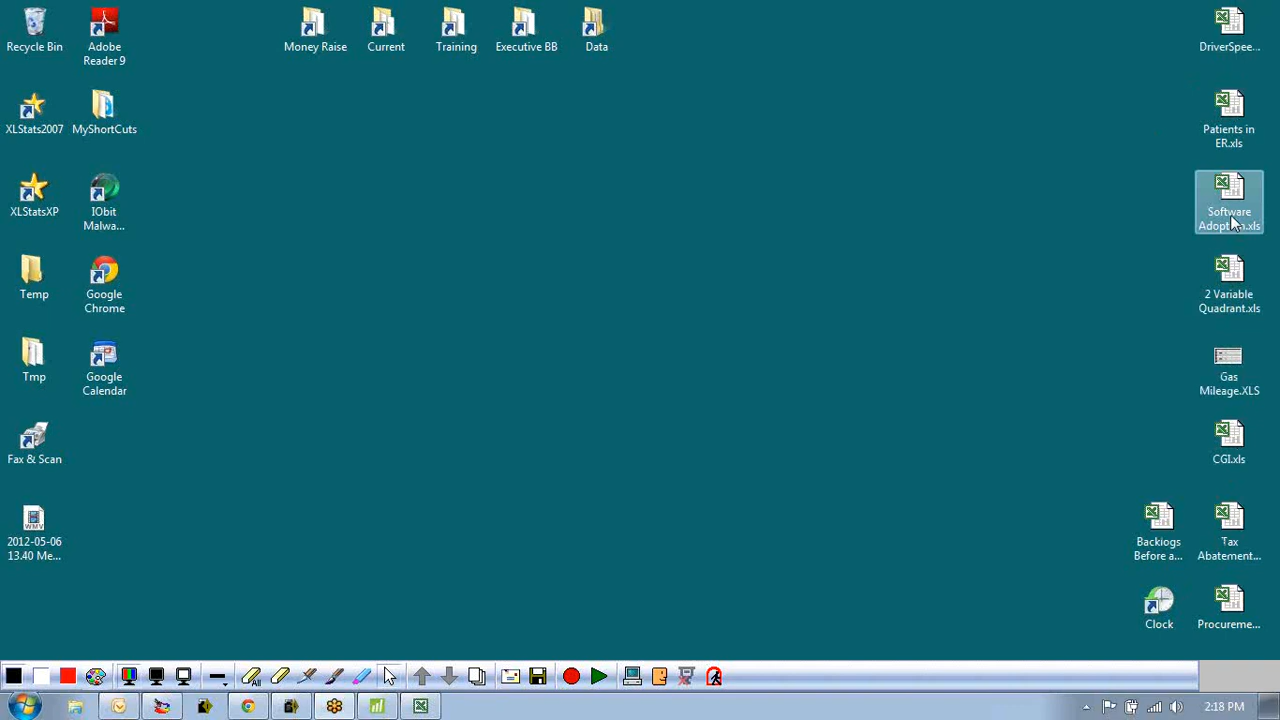 Recycle Bin
Adobe
Reader 9
Money Raise
Current
Training
Executive BB
Data
DriverSpee...
XLStats2007
MyShortCuts
Patients in
ER.xls
XLStatsXP
IObit
Malwa...
Software
Adoption.xls
Temp
Google
Chrome
2 Variable
Quadrant.xls
Tmp
Google
Calendar
Gas
Mileage.XLS
Fax & Scan
CGI.xls
WMV
2012-05-06
13.40 Me...
Backlogs
Before a...
Tax
Abatement...
Clock
Procureme...
2:18 PM